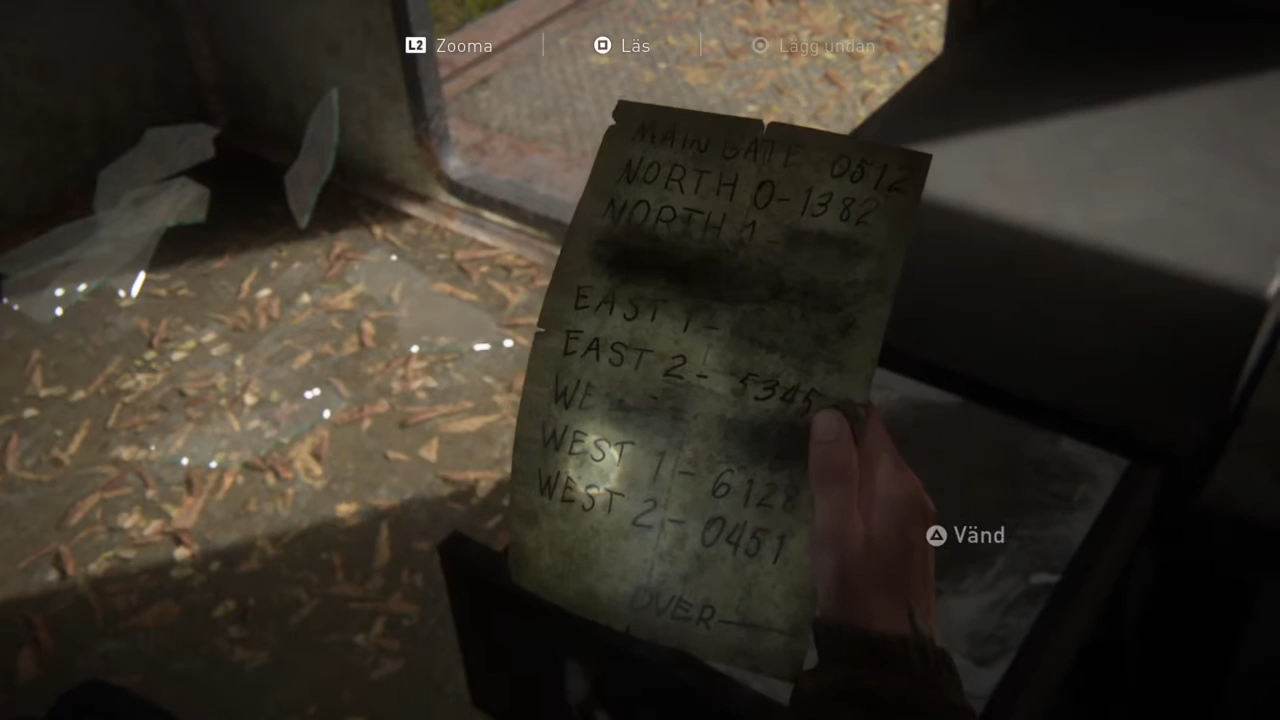 L2 Zooma
Läs
Lägg undan
MAIN GATE 0512
NORTH 0-1382
NORTH 1-
EAST 1-
EAST 2- 5345
WE
WEST 1- 6128
WEST 2- 0451
OVER
Vänd